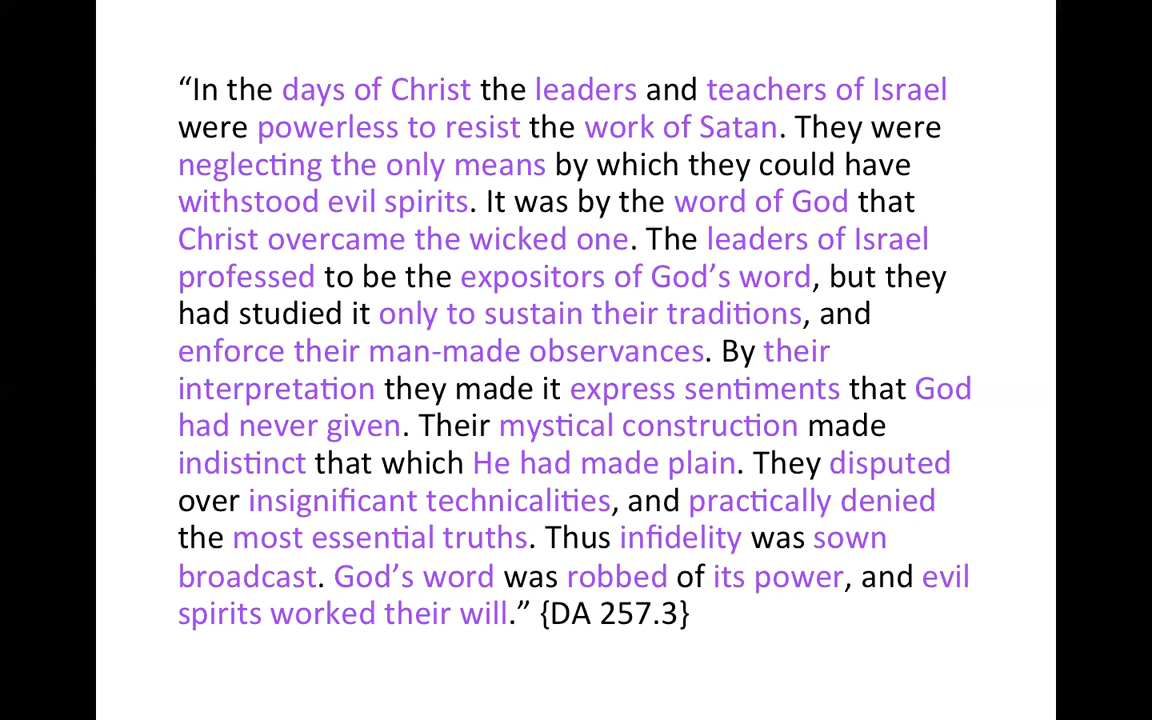 “In the days of Christ the leaders and teachers of Israel
were powerless to resist the work of Satan. They were
neglecting the only means by which they could have
withstood evil spirits. It was by the word of God that
Christ overcame the wicked one. The leaders of Israel
professed to be the expositors of God’s word, but they
had studied it only to sustain their traditions, and
enforce their man-made observances. By their
interpretation they made it express sentiments that God
had never given. Their mystical construction made
indistinct that which He had made plain. They disputed
over insignificant technicalities, and practically denied
the most essential truths. Thus infidelity was sown
broadcast. God’s word was robbed of its power, and evil
spirits worked their will.” {DA 257.3}